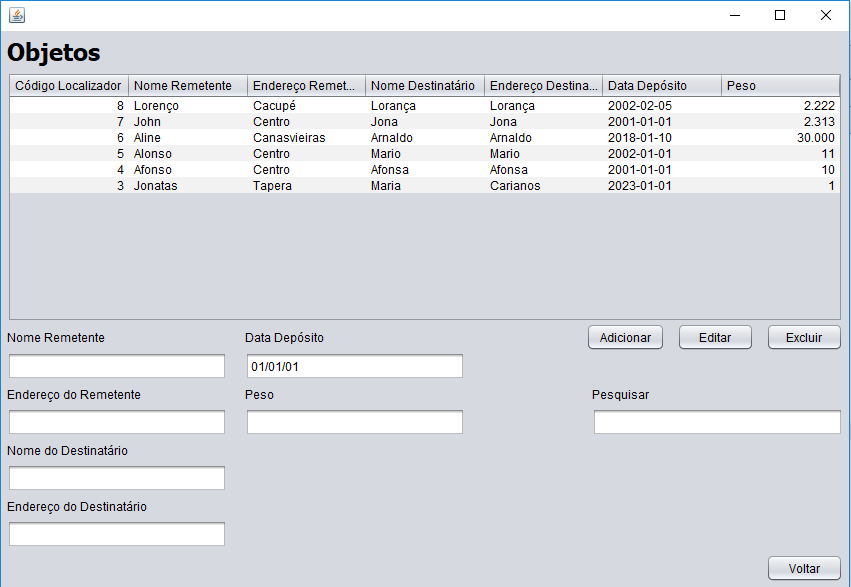 Objetos
Código Localizador Nome Remetente Endereço Remet... Nome Destinatário Endereço Destina... Data Depósito Peso
8 Lorenço Cacupé Lorança Lorança 2002-02-05 2.222
7 John Centro Jona Jona 2001-01-01 2.313
6 Aline Canasvieiras Arnaldo Arnaldo 2018-01-10 30.000
5 Alonso Centro Mario Mario 2002-01-01 11
4 Afonso Centro Afonsa Afonsa 2001-01-01 10
3 Jonatas Tapera Maria Carianos 2023-01-01 1
Nome Remetente Data Depósito Adicionar Editar Excluir
01/01/01
Endereço do Remetente Peso Pesquisar
Nome do Destinatário
Endereço do Destinatário
Voltar